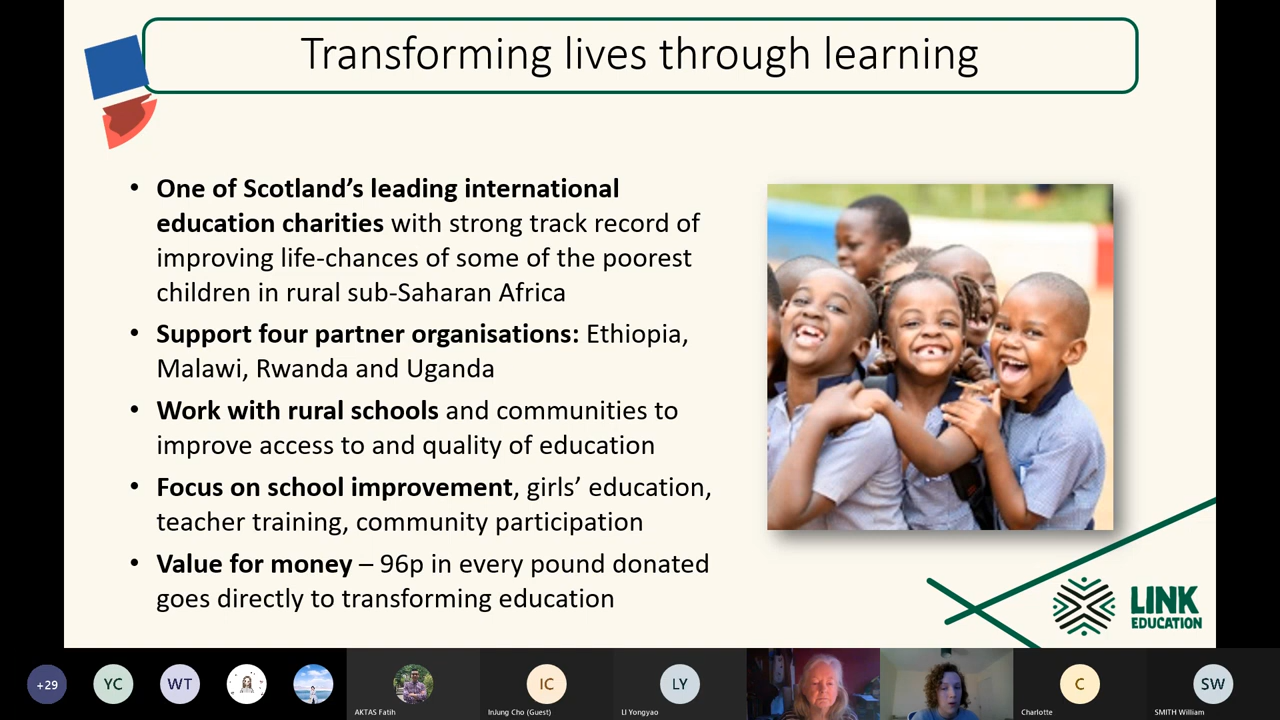 Transforming lives through learning
• One of Scotland’s leading international
education charities with strong track record of
improving life-chances of some of the poorest
children in rural sub-Saharan Africa
• Support four partner organisations: Ethiopia,
Malawi, Rwanda and Uganda
• Work with rural schools and communities to
improve access to and quality of education
• Focus on school improvement, girls’ education,
teacher training, community participation
• Value for money – 96p in every pound donated
goes directly to transforming education
LINK
EDUCATION
+29
YC
WT
AKTAS Fatih
IC
InJung Cho (Guest)
LY
LI Yongyao
C
Charlotte
SW
SMITH William